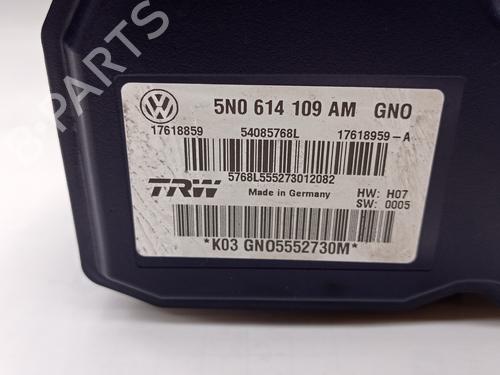 5N0 614 109 AM GNO
17618859 54085768L 17618959-A
5768L555273012082
TRW Made in Germany HW: H07
SW: 0005
*K03 GNO5552730M*
B-PARTS